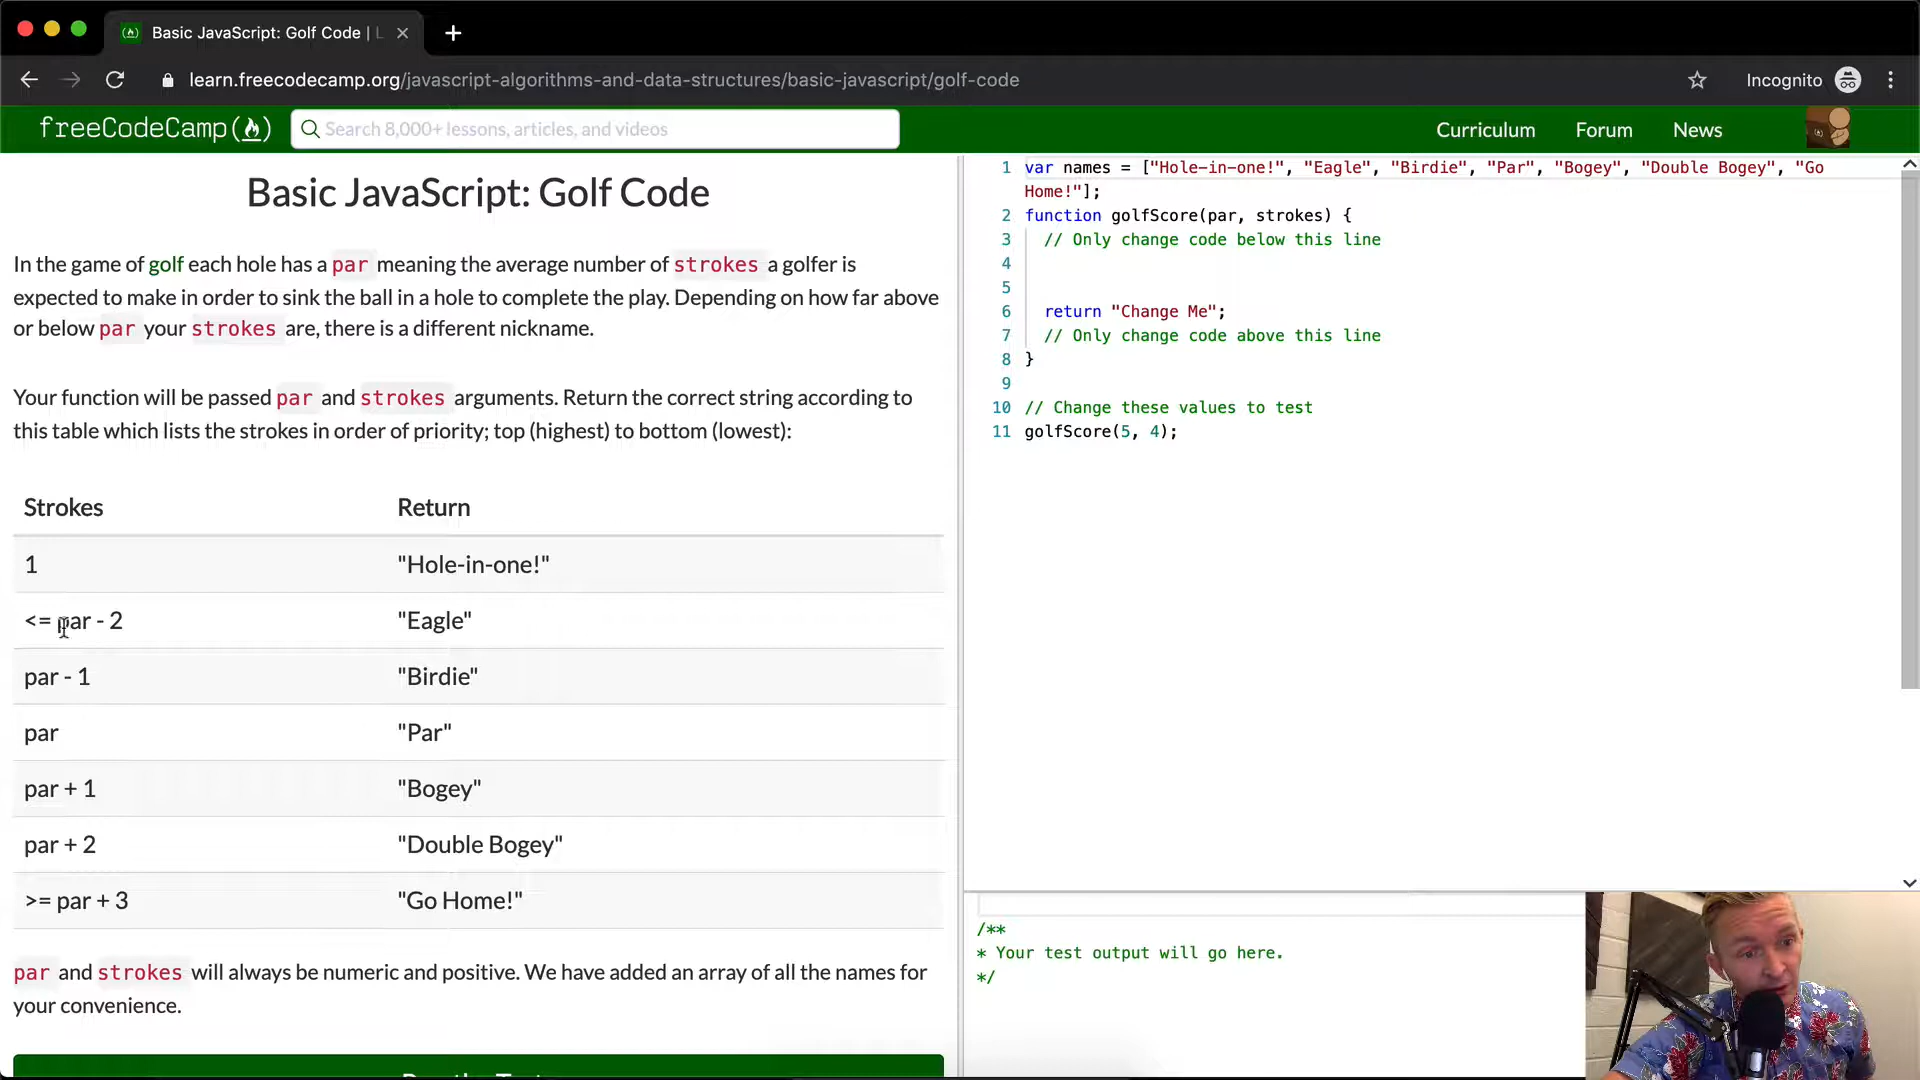 Basic JavaScript: Golf Code | L
learn.freecodecamp.org/javascript-algorithms-and-data-structures/basic-javascript/golf-code
Incognito
freeCodeCamp
Search 8,000+ lessons, articles, and videos
Curriculum
Forum
News
Basic JavaScript: Golf Code
In the game of golf each hole has a par meaning the average number of strokes a golfer is
expected to make in order to sink the ball in a hole to complete the play. Depending on how far above
or below par your strokes are, there is a different nickname.
Your function will be passed par and strokes arguments. Return the correct string according to
this table which lists the strokes in order of priority; top (highest) to bottom (lowest):
Strokes Return
1 "Hole-in-one!"
<= par - 2 "Eagle"
par - 1 "Birdie"
par "Par"
par + 1 "Bogey"
par + 2 "Double Bogey"
>= par + 3 "Go Home!"
par and strokes will always be numeric and positive. We have added an array of all the names for
your convenience.
1 var names = ["Hole-in-one!", "Eagle", "Birdie", "Par", "Bogey", "Double Bogey", "Go
Home!"];
2 function golfScore(par, strokes) {
3 // Only change code below this line
4
5
6 return "Change Me";
7 // Only change code above this line
8 }
9
10 // Change these values to test
11 golfScore(5, 4);
/**
* Your test output will go here.
*/